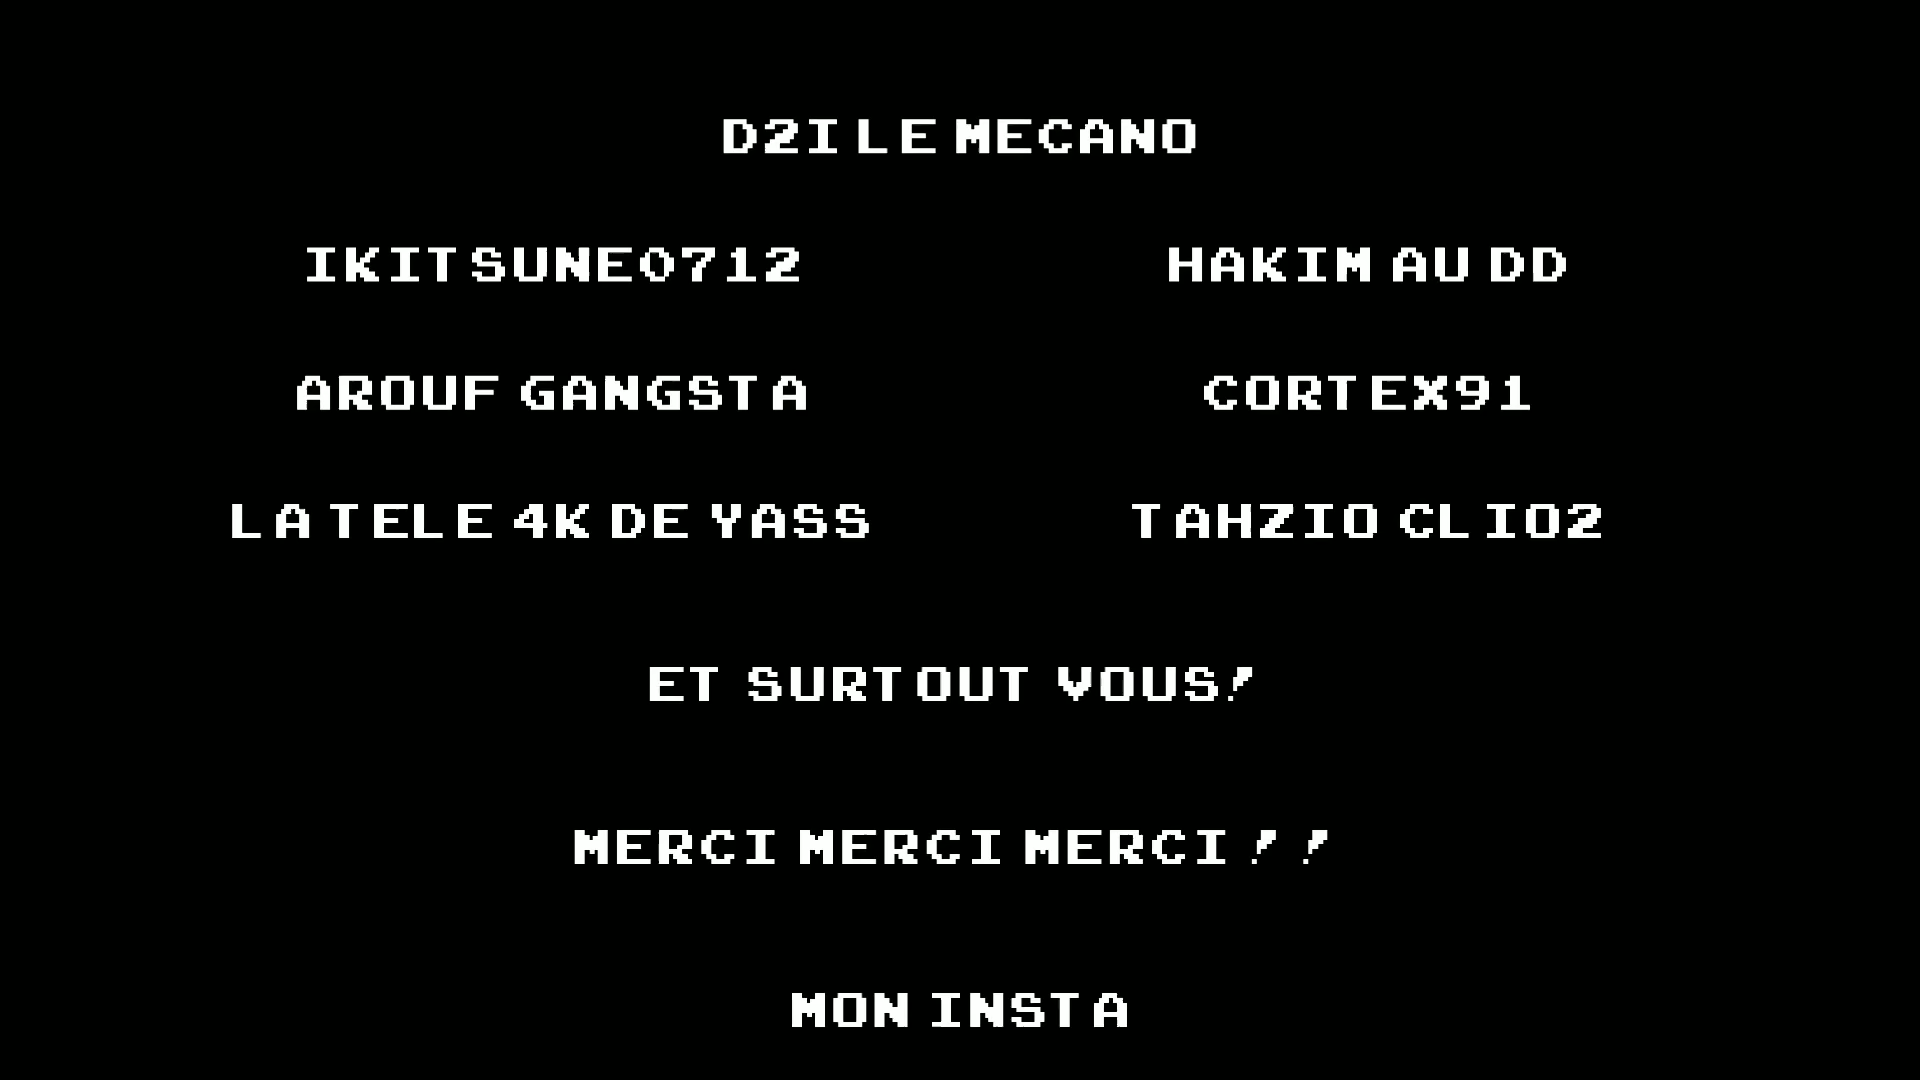 D2I LE MECANO
IKITSUNE0712 HAKIM AU DD
AROUF GANGSTA CORTEX91
LA TELE 4K DE YASS TAHZIO CLIO2
ET SURTOUT VOUS!
MERCI MERCI MERCI ! !
MON INSTA